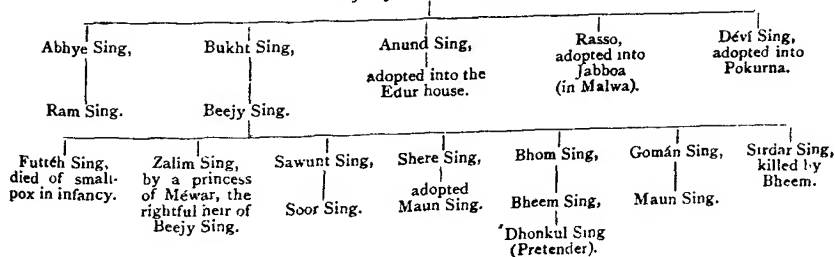 Abhye Sing,
Bukht Sing,
Anund Sing,
adopted into the
Edur house.
Rasso,
adopted into
Jabboa
(in Malwa).
Déví Sing,
adopted into
Pokurna.
Ram Sing.
Beejy Sing.
Futtéh Sing,
died of small-
pox in infancy.
Zalim Sing,
by a princess
of Méwar, the
rightful heir of
Beejy Sing.
Sawunt Sing,
Soor Sing.
Shere Sing,
adopted
Maun Sing.
Bhom Sing,
Bheem Sing,
Dhonkul Sing
(Pretender).
Gomán Sing,
Maun Sing.
Sirdar Sing,
killed by
Bheem.